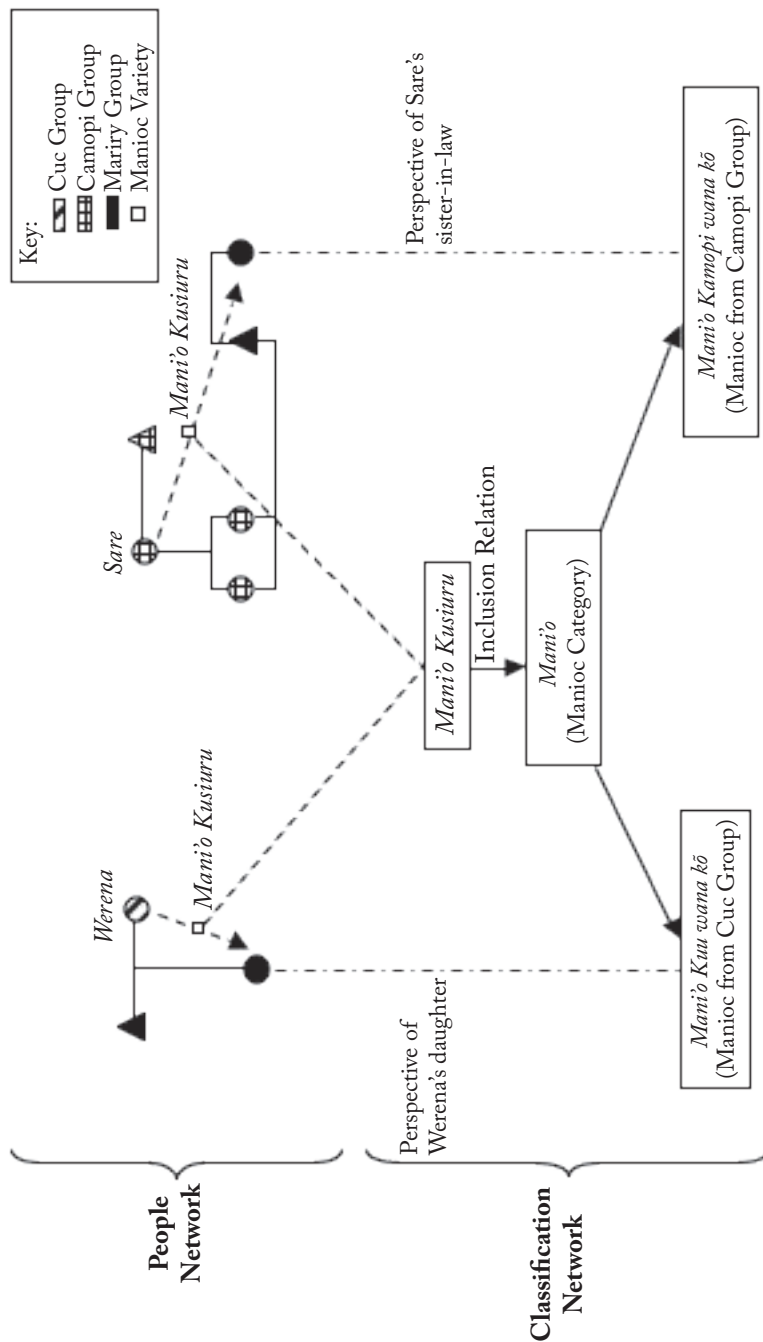 Key:
Cuc Group
Camopi Group
Mariry Group
Manioc Variety
People
Network
Werena
Mani’o Kusiuru
Sare
Mani’o Kusiuru
Classification
Network
Perspective of
Werena’s daughter
Perspective of Sare’s
sister-in-law
Mani’o Kusiuru
Inclusion Relation
Mani’o
(Manioc Category)
Mani’o Kuu wana kõ
(Manioc from Cuc Group)
Mani’o Kamopi wana kõ
(Manioc from Camopi Group)